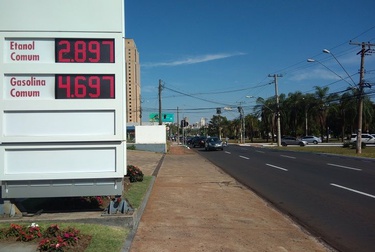 Etanol
Comum 2.897
Gasolina
Comum 4.697